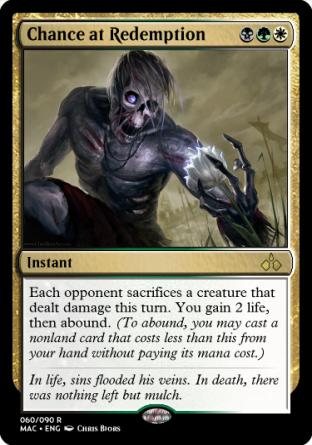 Chance at Redemption
Instant
Each opponent sacrifices a creature that
dealt damage this turn. You gain 2 life,
then abound. (To abound, you may cast a
nonland card that costs less than this from
your hand without paying its mana cost.)
In life, sins flooded his veins. In death, there
was nothing left but mulch.
060/090 R
MAC • ENG Chris Bjors